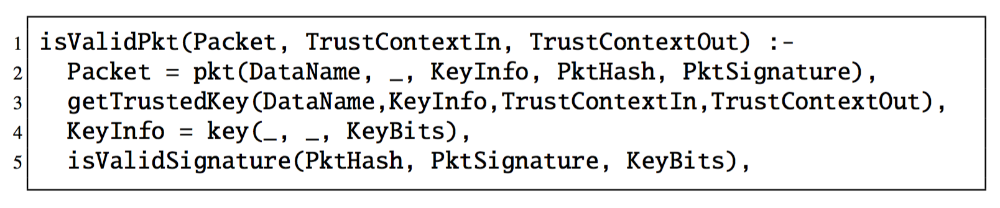 1 isValidPkt(Packet, TrustContextIn, TrustContextOut) :-
2 Packet = pkt(DataName, _, KeyInfo, PktHash, PktSignature),
3 getTrustedKey(DataName,KeyInfo,TrustContextIn,TrustContextOut),
4 KeyInfo = key(_, _, KeyBits),
5 isValidSignature(PktHash, PktSignature, KeyBits),